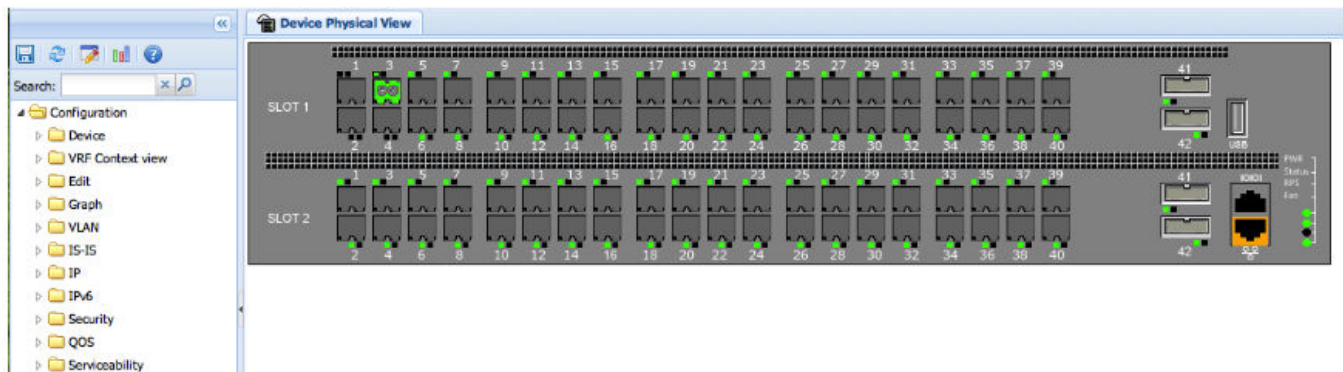 Device Physical View
Search:
Configuration
Device
VRF Context view
Edit
Graph
VLAN
IS-IS
IP
IPv6
Security
QOS
Serviceability
1 3 5 7 9 11 13 15 17 19 21 23 25 27 29 31 33 35 37 39 41
SLOT 1
2 4 6 8 10 12 14 16 18 20 22 24 26 28 30 32 34 36 38 40 42 USB
PWR
Status
RPS
Fan
1 3 5 7 9 11 13 15 17 19 21 23 25 27 29 31 33 35 37 39 41 IOIOI
SLOT 2
2 4 6 8 10 12 14 16 18 20 22 24 26 28 30 32 34 36 38 40 42